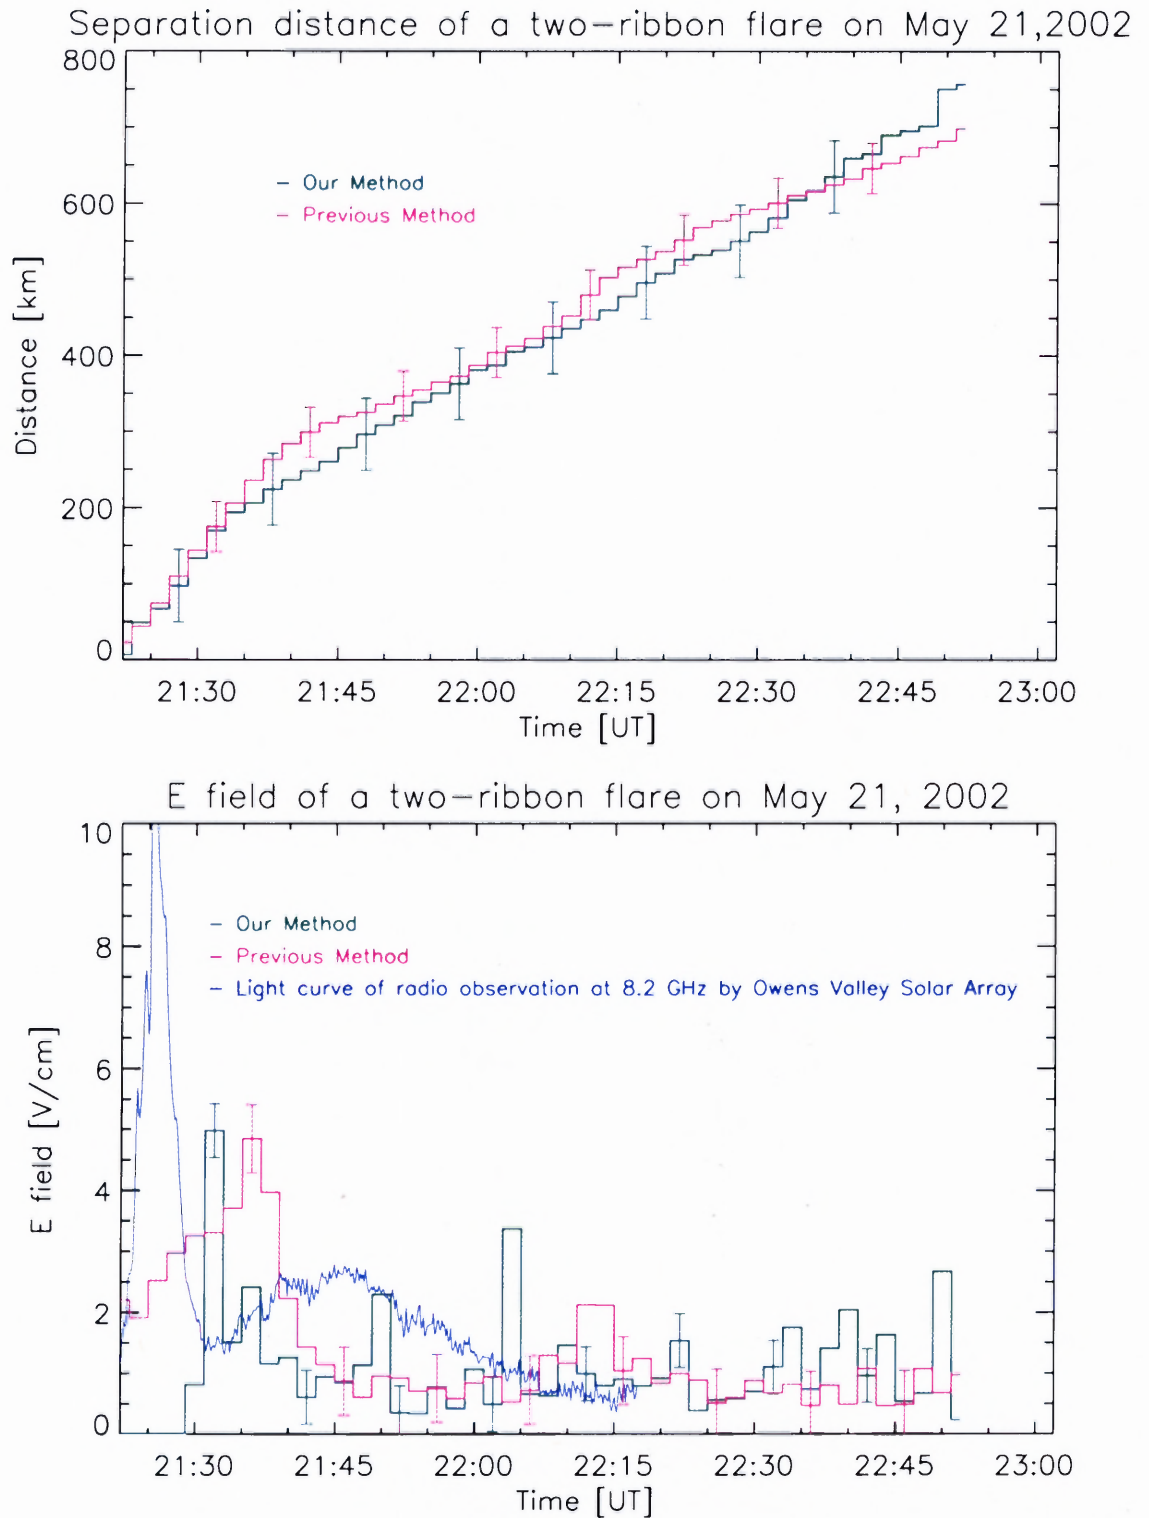 Separation distance of a two-ribbon flare on May 21,2002
800
600
400
200
0
Distance [km]
- Our Method
- Previous Method
21:30 21:45 22:00 22:15 22:30 22:45 23:00
Time [UT]
E field of a two-ribbon flare on May 21, 2002
10
8
6
4
2
0
E field [V/cm]
- Our Method
- Previous Method
- Light curve of radio observation at 8.2 GHz by Owens Valley Solar Array
21:30 21:45 22:00 22:15 22:30 22:45 23:00
Time [UT]